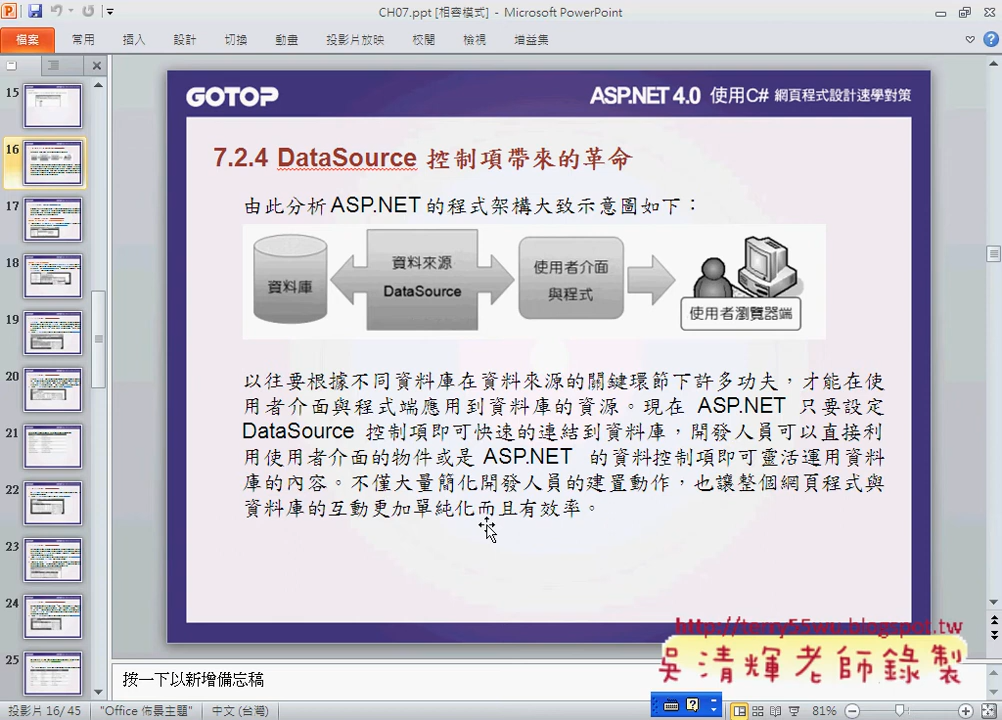 CH07.ppt [相容模式] - Microsoft PowerPoint
檔案 常用 插入 設計 切換 動畫 投影片放映 校閱 檢視 增益集
15
16
17
18
19
20
21
22
23
24
25
GOTOP
ASP.NET 4.0 使用C# 網頁程式設計速學對策
7.2.4 DataSource 控制項帶來的革命
由此分析ASP.NET的程式架構大致示意圖如下：
資料庫
資料來源
DataSource
使用者介面
與程式
使用者瀏覽器端
以往要根據不同資料庫在資料來源的關鍵環節下許多功夫，才能在使
用者介面與程式端應用到資料庫的資源。現在 ASP.NET 只要設定
DataSource 控制項即可快速的連結到資料庫，開發人員可以直接利
用使用者介面的物件或是 ASP.NET 的資料控制項即可靈活運用資料
庫的內容。不僅大量簡化開發人員的建置動作，也讓整個網頁程式與
資料庫的互動更加單純化而且有效率。
http://terry55wu.blogspot.tw
吳清輝老師錄製
按一下以新增備忘稿
投影片 16/45 "Office 佈景主題" 中文 (台灣) 81%